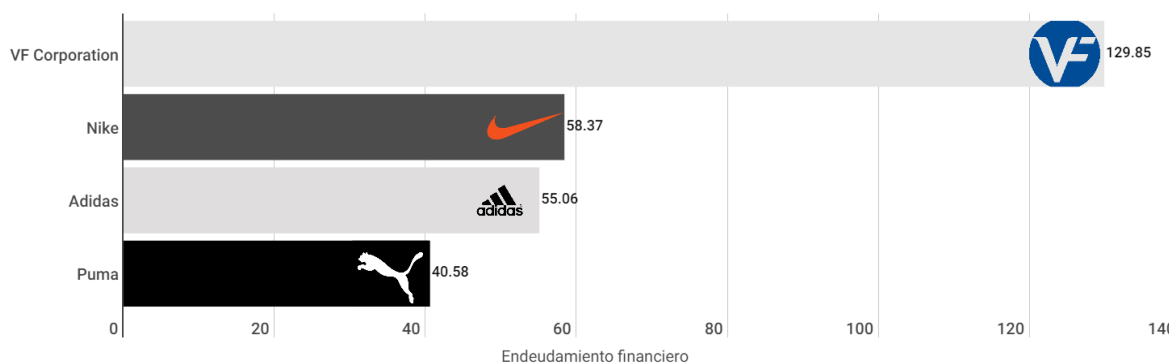 VF Corporation
VF
129.85
Nike
58.37
Adidas
adidas
55.06
Puma
40.58
0 20 40 60 80 100 120 140
Endeudamiento financiero